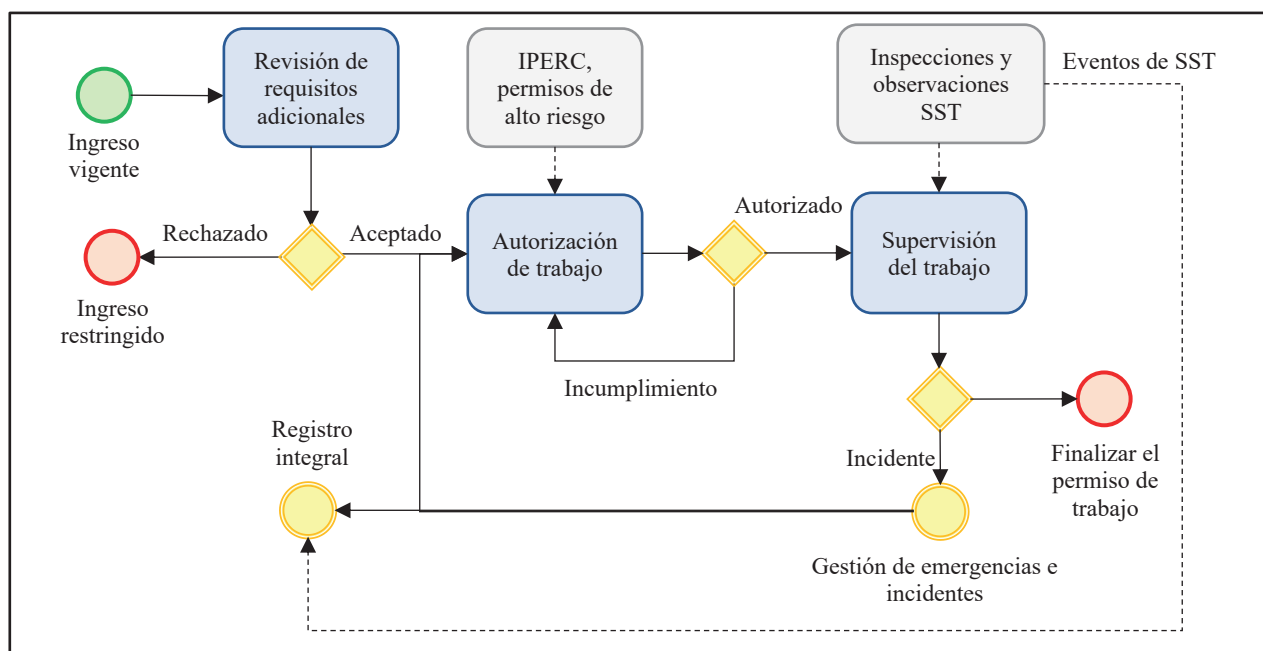 Revisión de
requisitos
adicionales
IPERC,
permisos de
alto riesgo
Inspecciones y
observaciones
SST
Eventos de SST
Ingreso
vigente
Rechazado
Aceptado
Autorización
de trabajo
Autorizado
Supervisión
del trabajo
Ingreso
restringido
Incumplimiento
Registro
integral
Incidente
Finalizar el
permiso de
trabajo
Gestión de emergencias e
incidentes